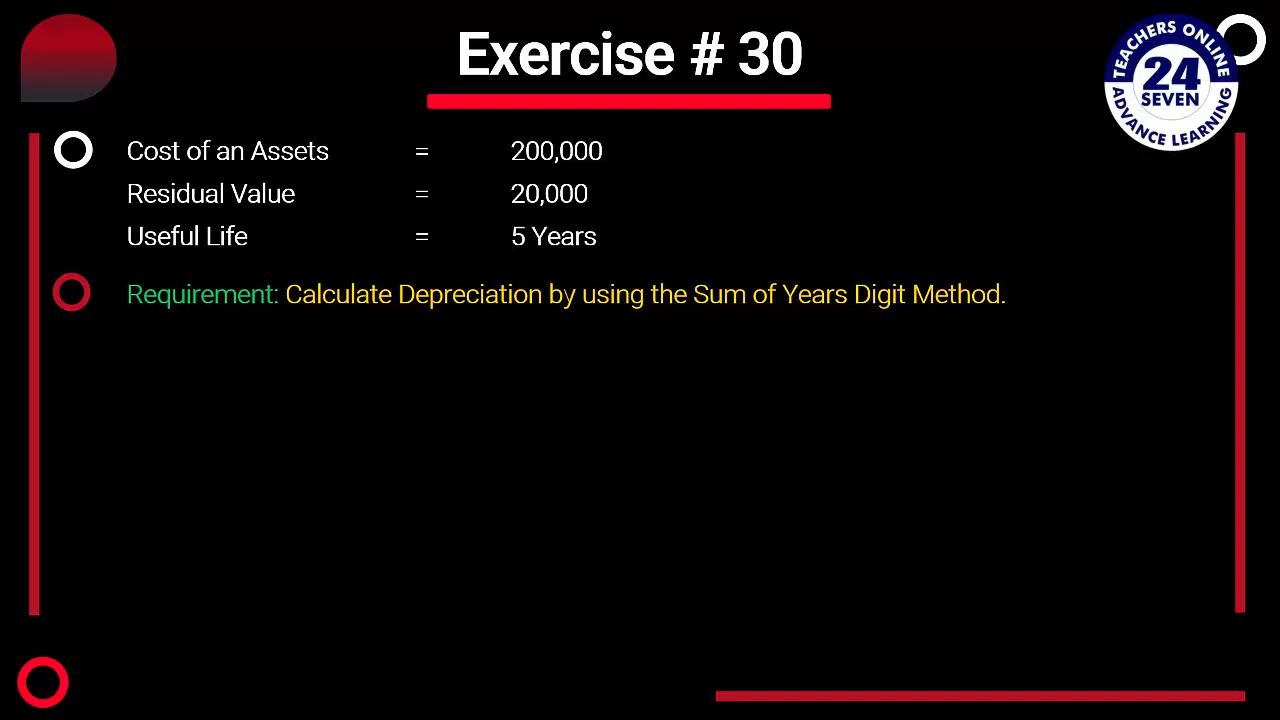 Exercise # 30
TEACHERS ONLINE
24
SEVEN
ADVANCE LEARNING
Cost of an Assets = 200,000
Residual Value = 20,000
Useful Life = 5 Years
Requirement: Calculate Depreciation by using the Sum of Years Digit Method.